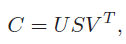 C = USV^T,